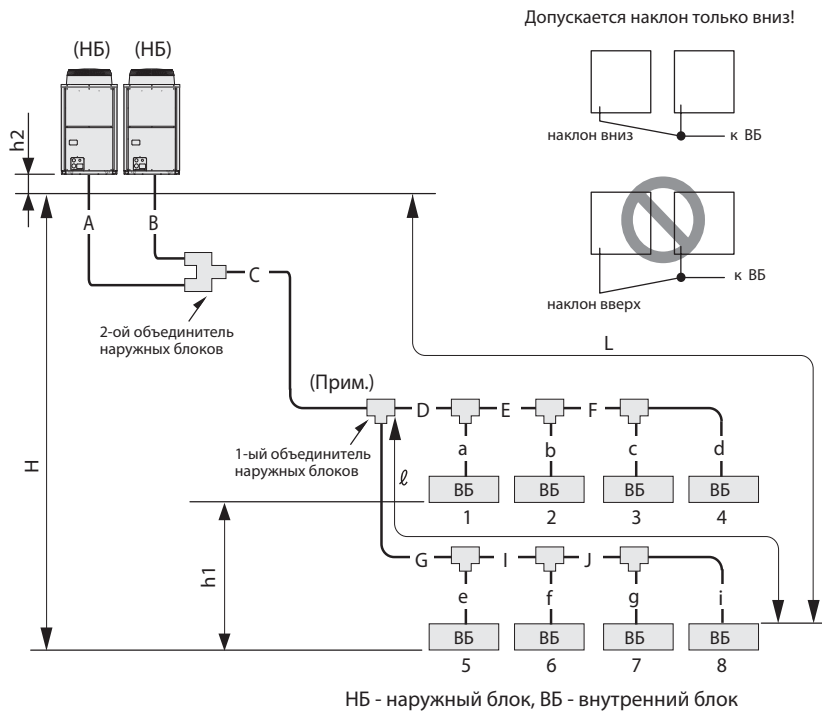 Допускается наклон только вниз!
(НБ) (НБ)
наклон вниз
к ВБ
h2
A
B
C
2-ой объединитель
наружных блоков
наклон вверх
к ВБ
L
(Прим.)
D E F
1-ый объединитель
наружных блоков
a b c d
ℓ
H
ВБ ВБ ВБ ВБ
1 2 3 4
h1
G I J
e f g i
ВБ ВБ ВБ ВБ
5 6 7 8
НБ - наружный блок, ВБ - внутренний блок